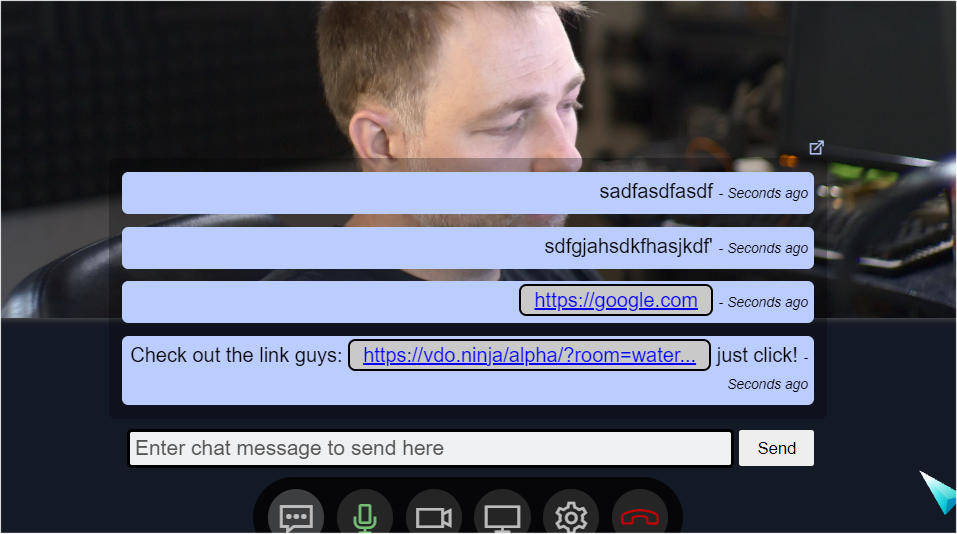 sadfasdfasdf - Seconds ago
sdfgjahsdkfhasjkdf' - Seconds ago
https://google.com - Seconds ago
Check out the link guys: https://vdo.ninja/alpha/?room=water... just click! -
Seconds ago
Enter chat message to send here
Send